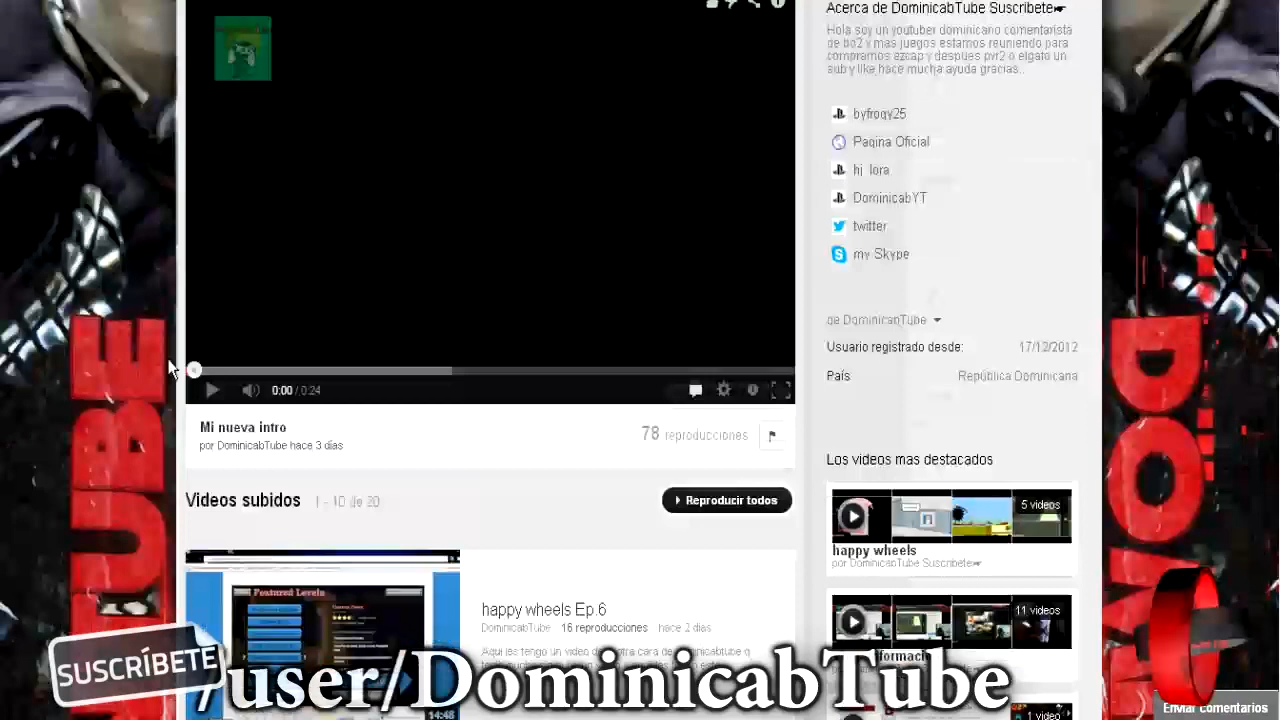 Acerca de DominicabTube Suscribete☛
Hola soy un youtuber dominicano comentarista
de bo2 y mas juegos estamos reuniendo para
compramos ezcap y despues pvr2 o elgato un
sub y like hace mucha ayuda gracias..
byfrogy25
Pagina Oficial
hj_lora
DominicabYT
twitter
my Skype
de DominicabTube
Usuario registrado desde: 17/12/2012
País República Dominicana
0:00 / 0:24
Mi nueva intro
por DominicabTube hace 3 días
78 reproducciones
Videos subidos 1 - 10 de 20
Reproducir todos
Los videos mas destacados
5 videos
happy wheels
por DominicabTube Suscribete☛
11 videos
1 video
Featured Levels
14:48
happy wheels Ep.6
DominicabTube 16 reproducciones hace 2 días
SUSCRÍBETE
/user/DominicabTube
Enviar comentarios
TUBE